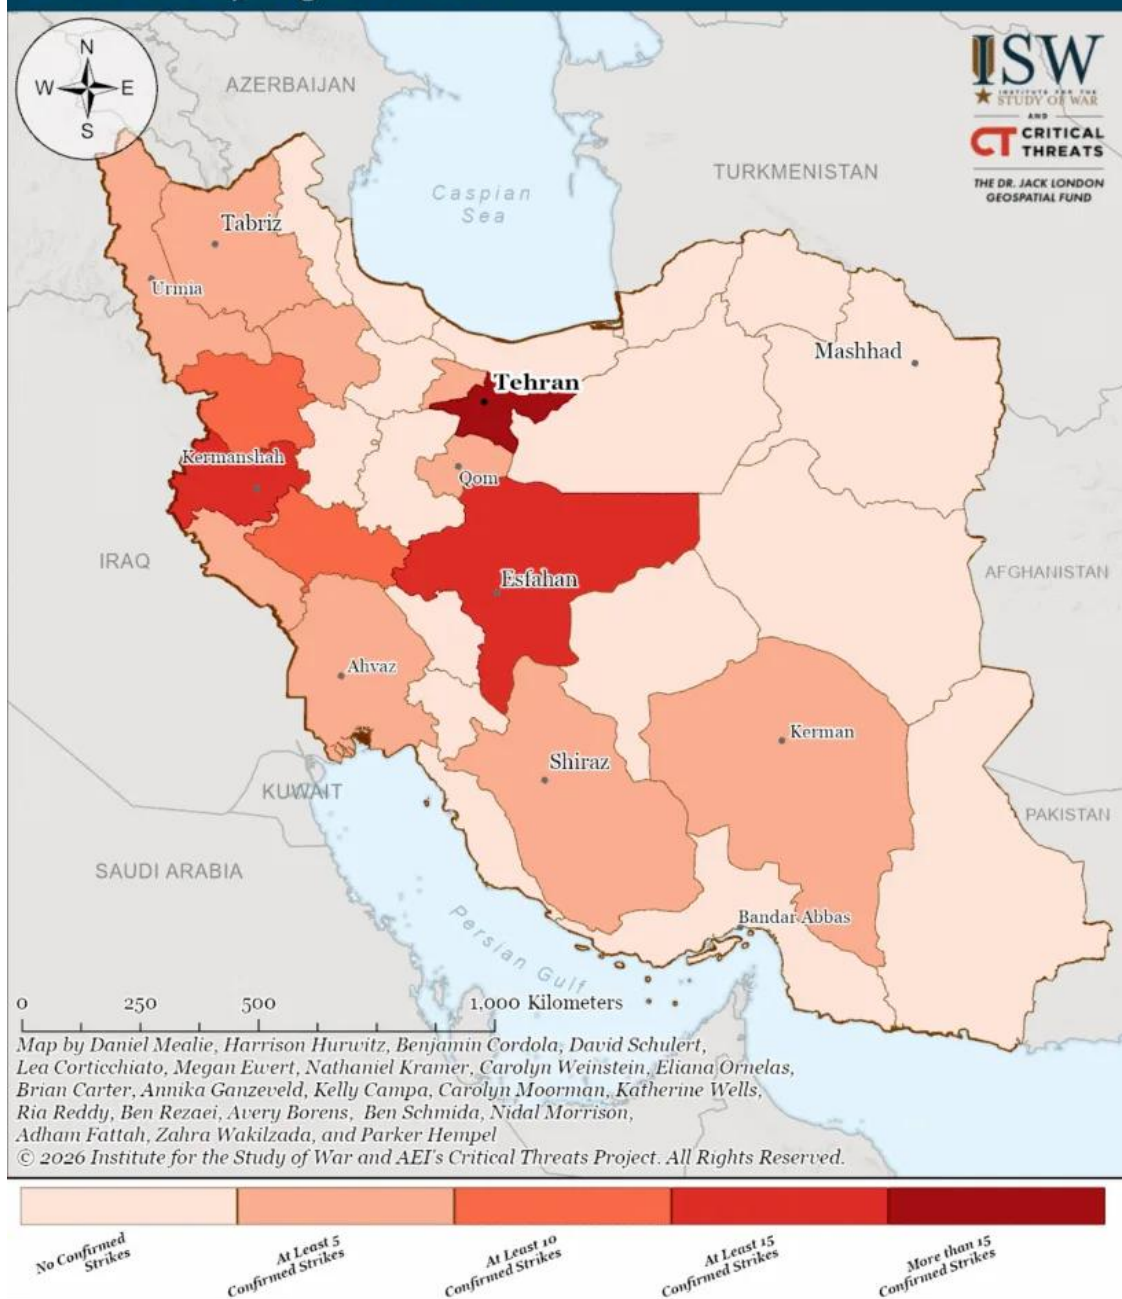 N
W E
S
ISW
INSTITUTE FOR THE
STUDY OF WAR
AND
CT CRITICAL
THREATS
THE DR. JACK LONDON
GEOSPATIAL FUND
AZERBAIJAN
TURKMENISTAN
Caspian
Sea
Tabriz
Urmia
Mashhad
Tehran
Kermanshah
Qom
IRAQ
AFGHANISTAN
Esfahan
Ahvaz
Kerman
Shiraz
KUWAIT
PAKISTAN
SAUDI ARABIA
Bandar Abbas
Persian Gulf
0 250 500 1,000 Kilometers
Map by Daniel Mealie, Harrison Hurwitz, Benjamin Cordola, David Schulert,
Lea Corticchiato, Megan Ewert, Nathaniel Kramer, Carolyn Weinstein, Eliana Ornelas,
Brian Carter, Annika Ganzeveld, Kelly Campa, Carolyn Moorman, Katherine Wells,
Ria Reddy, Ben Rezaei, Avery Borens, Ben Schmida, Nidal Morrison,
Adham Fattah, Zahra Wakilzada, and Parker Hempel
© 2026 Institute for the Study of War and AEI's Critical Threats Project. All Rights Reserved.
No Confirmed
Strikes
At Least 5
Confirmed Strikes
At Least 10
Confirmed Strikes
At Least 15
Confirmed Strikes
More than 15
Confirmed Strikes